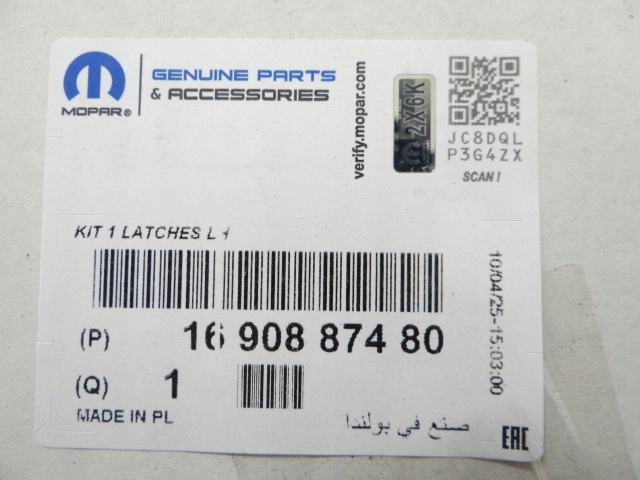 MOPAR®
GENUINE PARTS
& ACCESSORIES
verify.mopar.com
2X6K
JC8DQL
P3G4ZX
SCAN!
KIT 1 LATCHES L 1
10/04/25-15:03:00
(P) 16 908 874 80
(Q) 1
MADE IN PL
صنع في بولندا
EAC